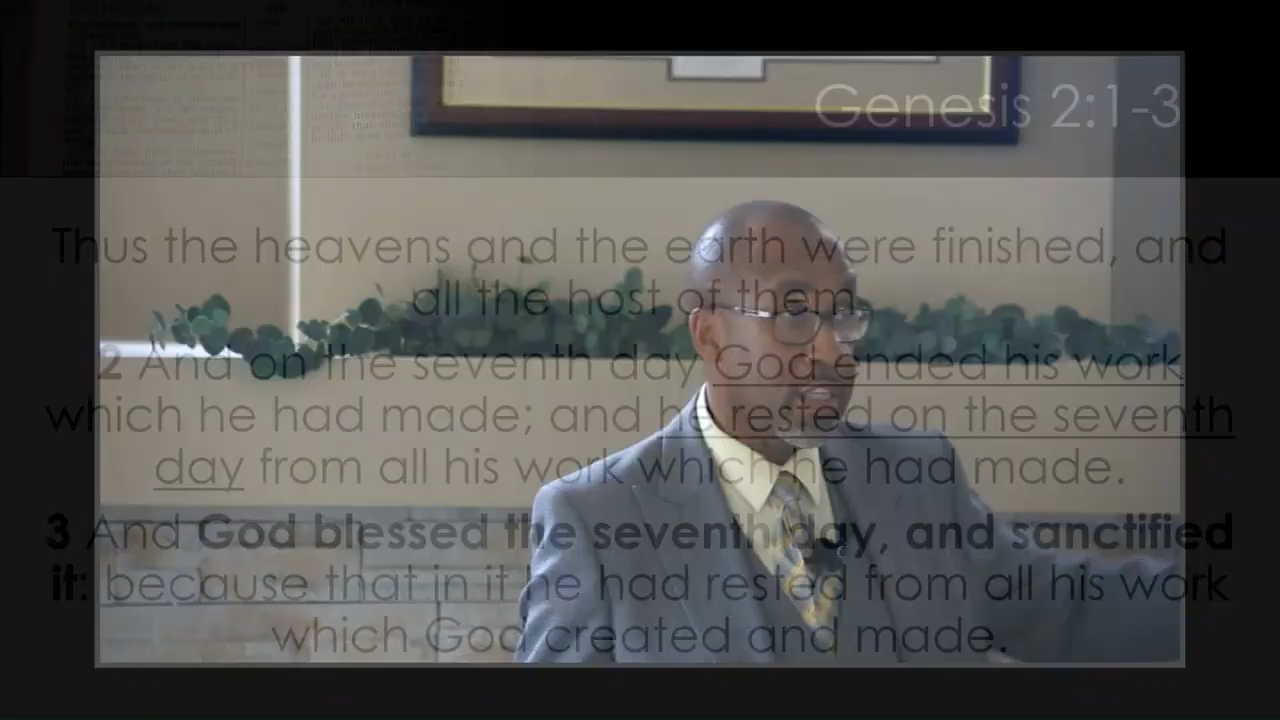 Genesis 2:1-3
Thus the heavens and the earth were finished, and
all the host of them.
2 And on the seventh day God ended his work
which he had made; and he rested on the seventh
day from all his work which he had made.
3 And God blessed the seventh day, and sanctified
it: because that in it he had rested from all his work
which God created and made.